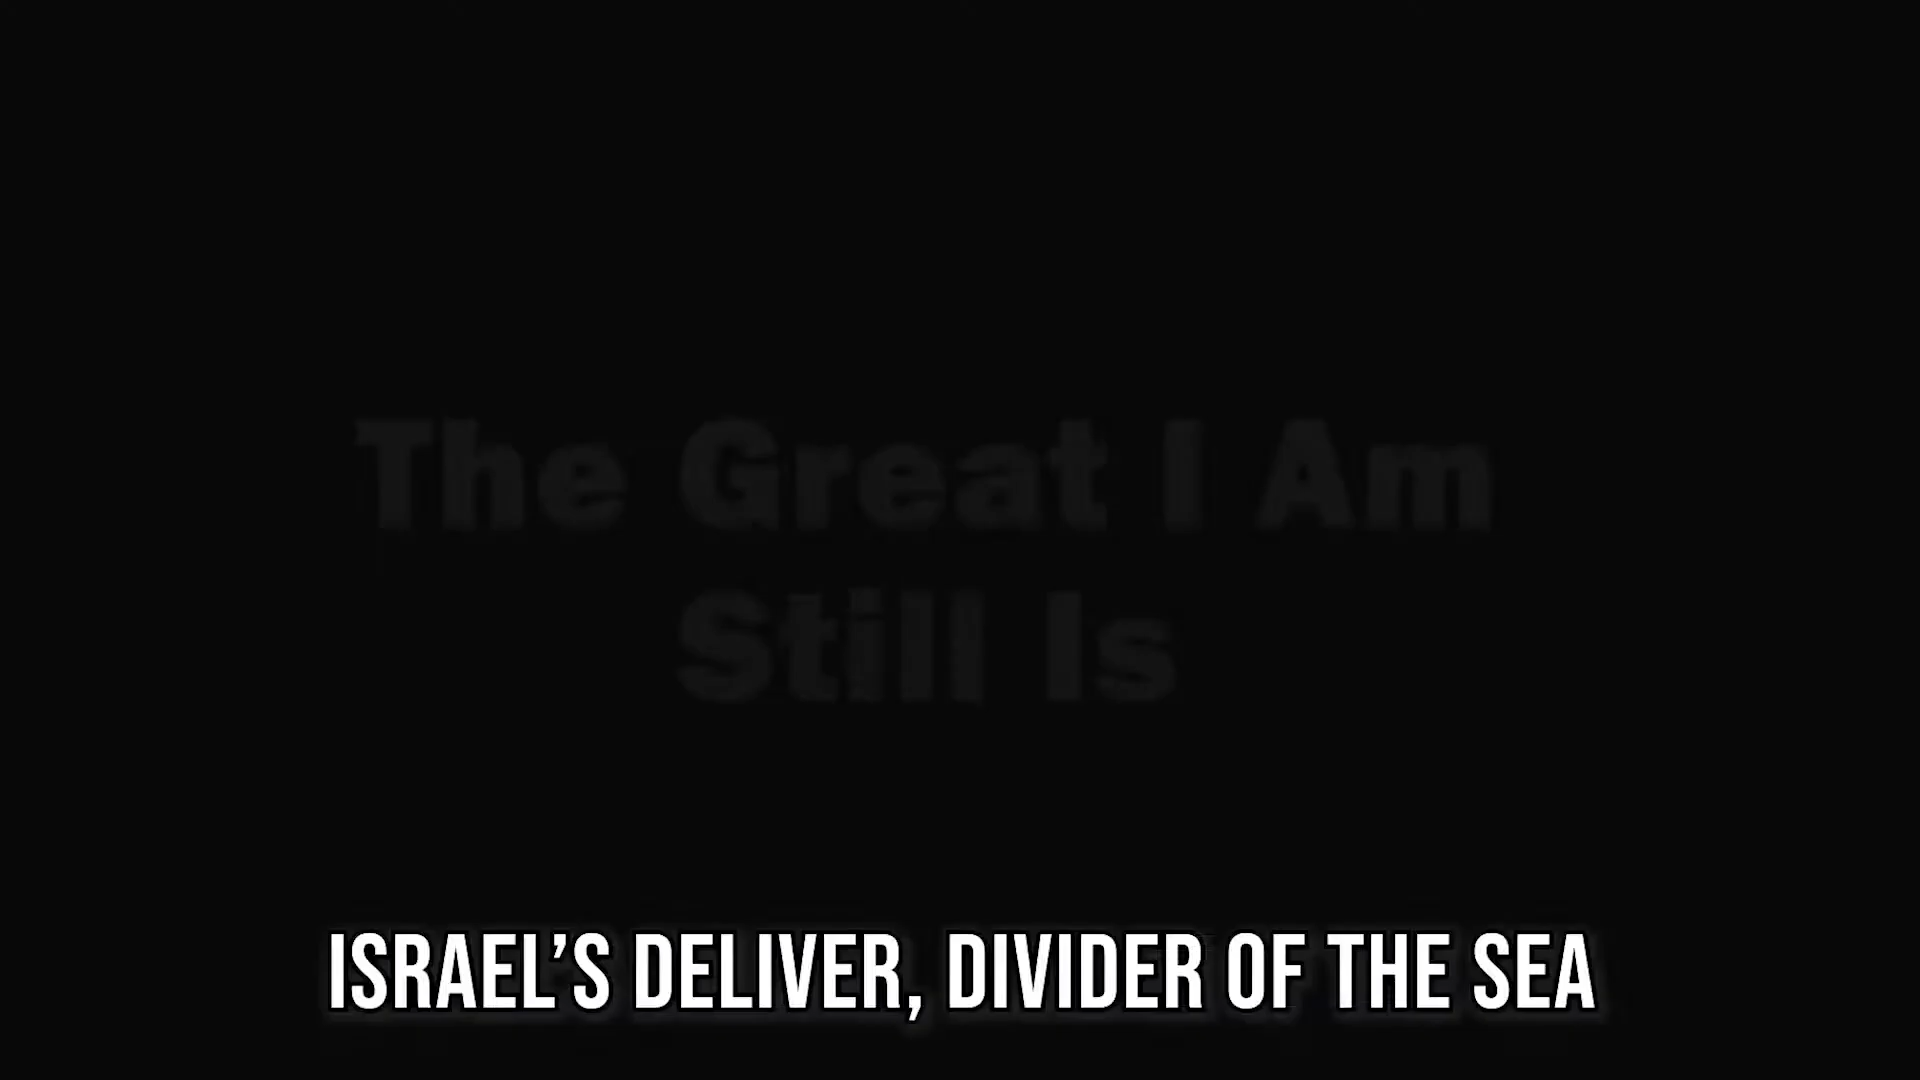 The Great I Am
Still Is
ISRAEL’S DELIVER, DIVIDER OF THE SEA